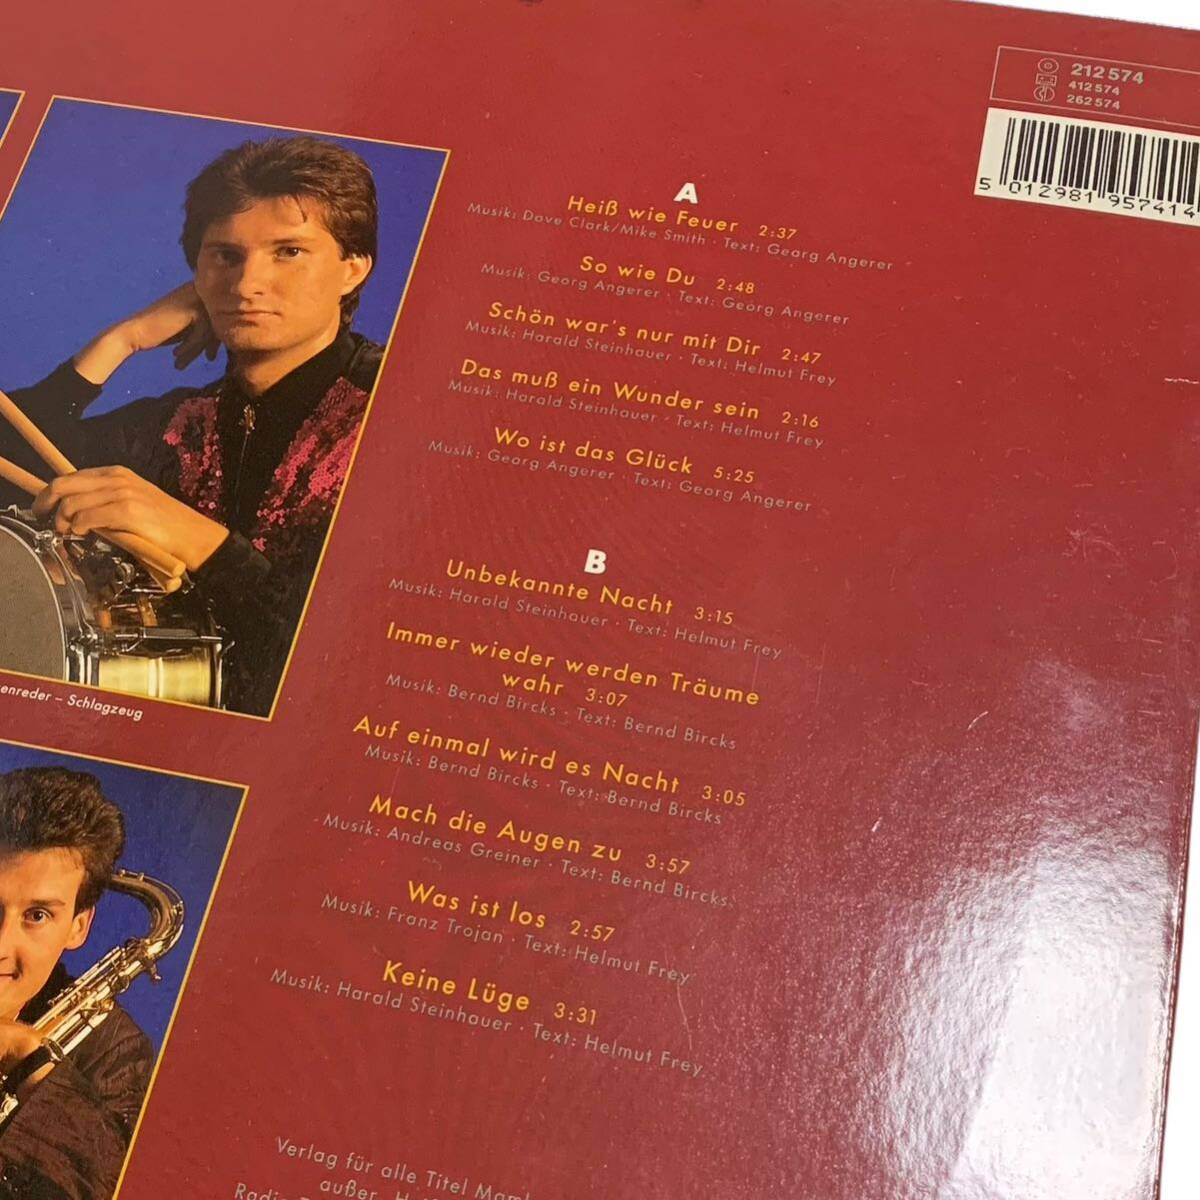 212 574
412 574
262 574
5 012981 957414
A
Heiß wie Feuer 2:37
Musik: Dave Clark/Mike Smith · Text: Georg Angerer
So wie Du 2:48
Musik: Georg Angerer · Text: Georg Angerer
Schön war's nur mit Dir 2:47
Musik: Harald Steinhauer · Text: Helmut Frey
Das muß ein Wunder sein 2:16
Musik: Harald Steinhauer · Text: Helmut Frey
Wo ist das Glück 5:25
Musik: Georg Angerer · Text: Georg Angerer
B
Unbekannte Nacht 3:15
Musik: Harald Steinhauer · Text: Helmut Frey
Immer wieder werden Träume
wahr 3:07
Musik: Bernd Bircks · Text: Bernd Bircks
Auf einmal wird es Nacht 3:05
Musik: Bernd Bircks · Text: Bernd Bircks
Mach die Augen zu 3:57
Musik: Andreas Greiner · Text: Bernd Bircks
Was ist los 2:57
Musik: Franz Trojan · Text: Helmut Frey
Keine Lüge 3:31
Musik: Harald Steinhauer · Text: Helmut Frey
enreder – Schlagzeug
Verlag für alle Titel
außer